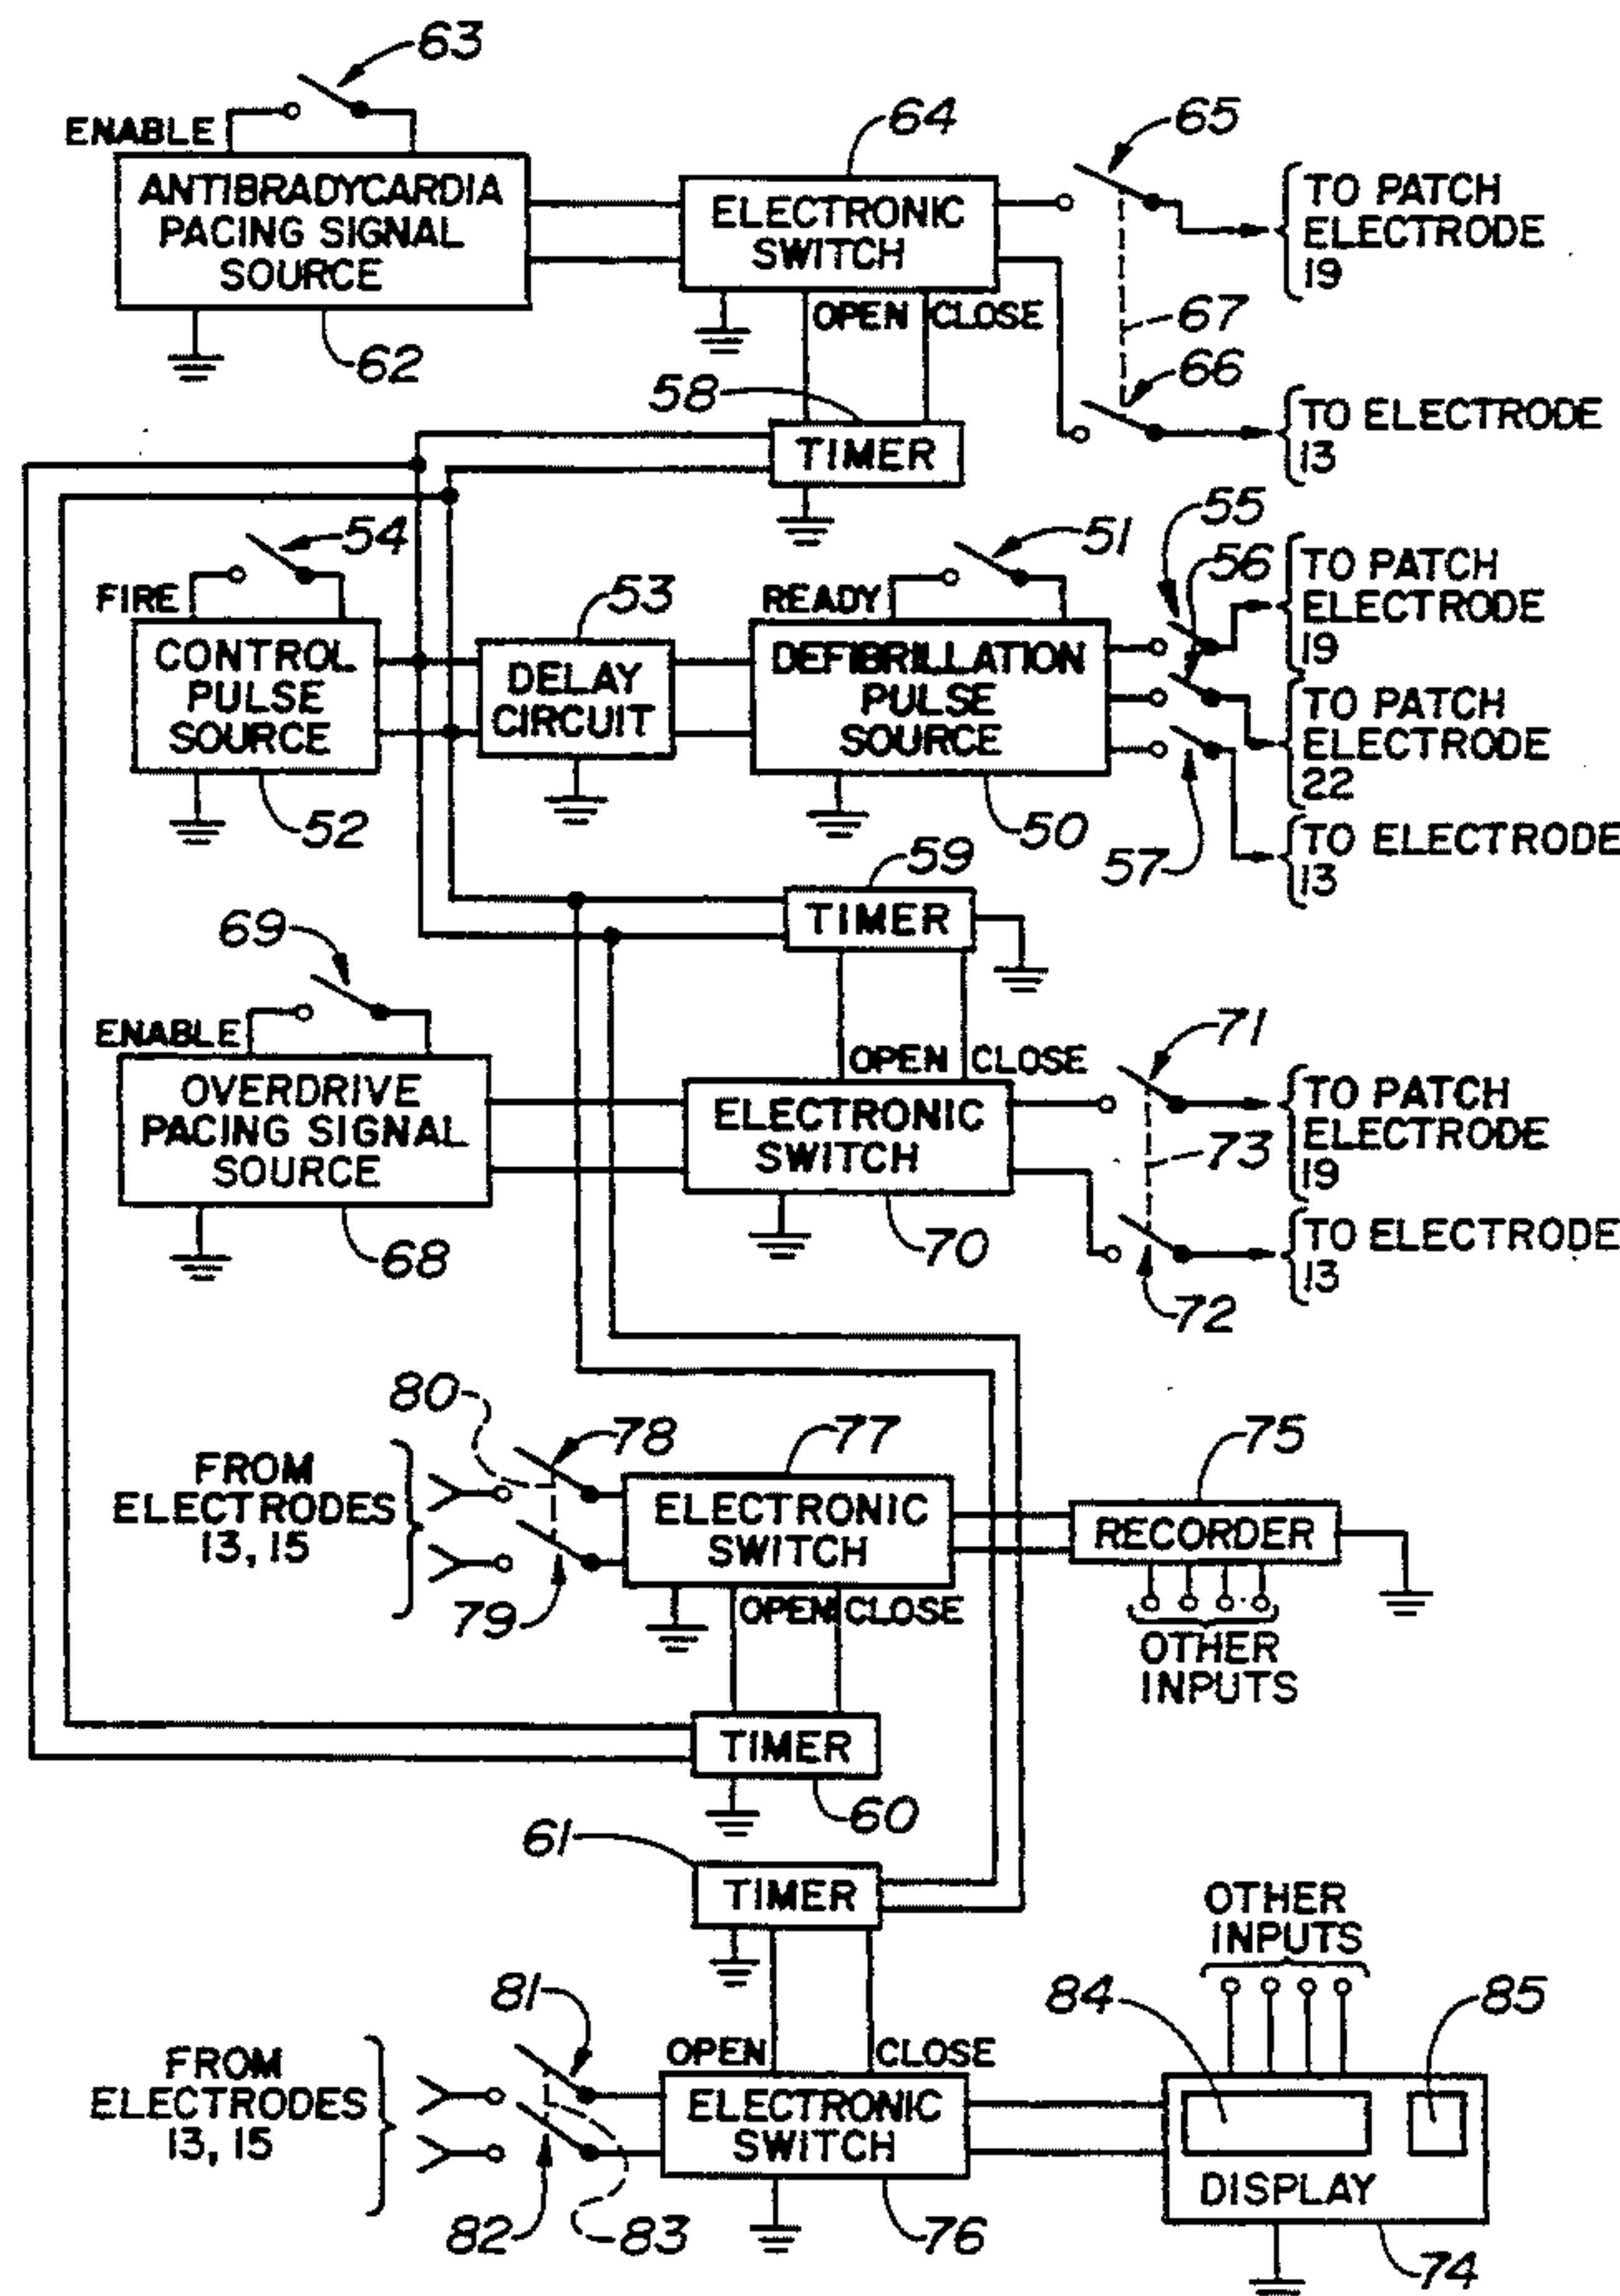 63
ENABLE
64
65
ANTIBRADYCARDIA
PACING SIGNAL
SOURCE
ELECTRONIC
SWITCH
TO PATCH
ELECTRODE
19
OPEN CLOSE
67
62
58
66
TIMER
TO ELECTRODE
13
54
51
55
56
FIRE
53
READY
TO PATCH
ELECTRODE
19
CONTROL
PULSE
SOURCE
DELAY
CIRCUIT
DEFIBRILLATION
PULSE
SOURCE
TO PATCH
ELECTRODE
22
52
50
57
TO ELECTRODE
13
59
TIMER
69
ENABLE
OPEN CLOSE
71
OVERDRIVE
PACING SIGNAL
SOURCE
ELECTRONIC
SWITCH
TO PATCH
ELECTRODE
19
73
68
70
72
TO ELECTRODE
13
80
78
77
75
FROM
ELECTRODES
13, 15
ELECTRONIC
SWITCH
RECORDER
79
OPEN CLOSE
OTHER
INPUTS
TIMER
60
61
TIMER
OTHER
INPUTS
81
84
85
OPEN CLOSE
FROM
ELECTRODES
13, 15
ELECTRONIC
SWITCH
DISPLAY
82
83
76
74